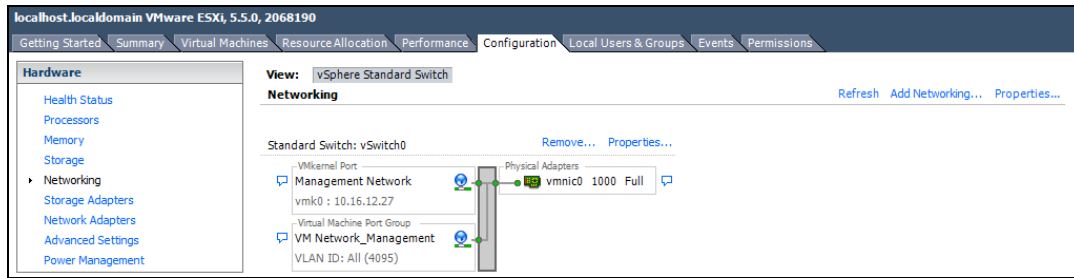 localhost.localdomain VMware ESXi, 5.5.0, 2068190
Getting Started Summary Virtual Machines Resource Allocation Performance Configuration Local Users & Groups Events Permissions
Hardware
Health Status
Processors
Memory
Storage
Networking
Storage Adapters
Network Adapters
Advanced Settings
Power Management
View: vSphere Standard Switch
Networking
Refresh Add Networking... Properties...
Standard Switch: vSwitch0 Remove... Properties...
VMkernel Port
Management Network
vmk0 : 10.16.12.27
Physical Adapters
vmnic0 1000 Full
Virtual Machine Port Group
VM Network_Management
VLAN ID: All (4095)